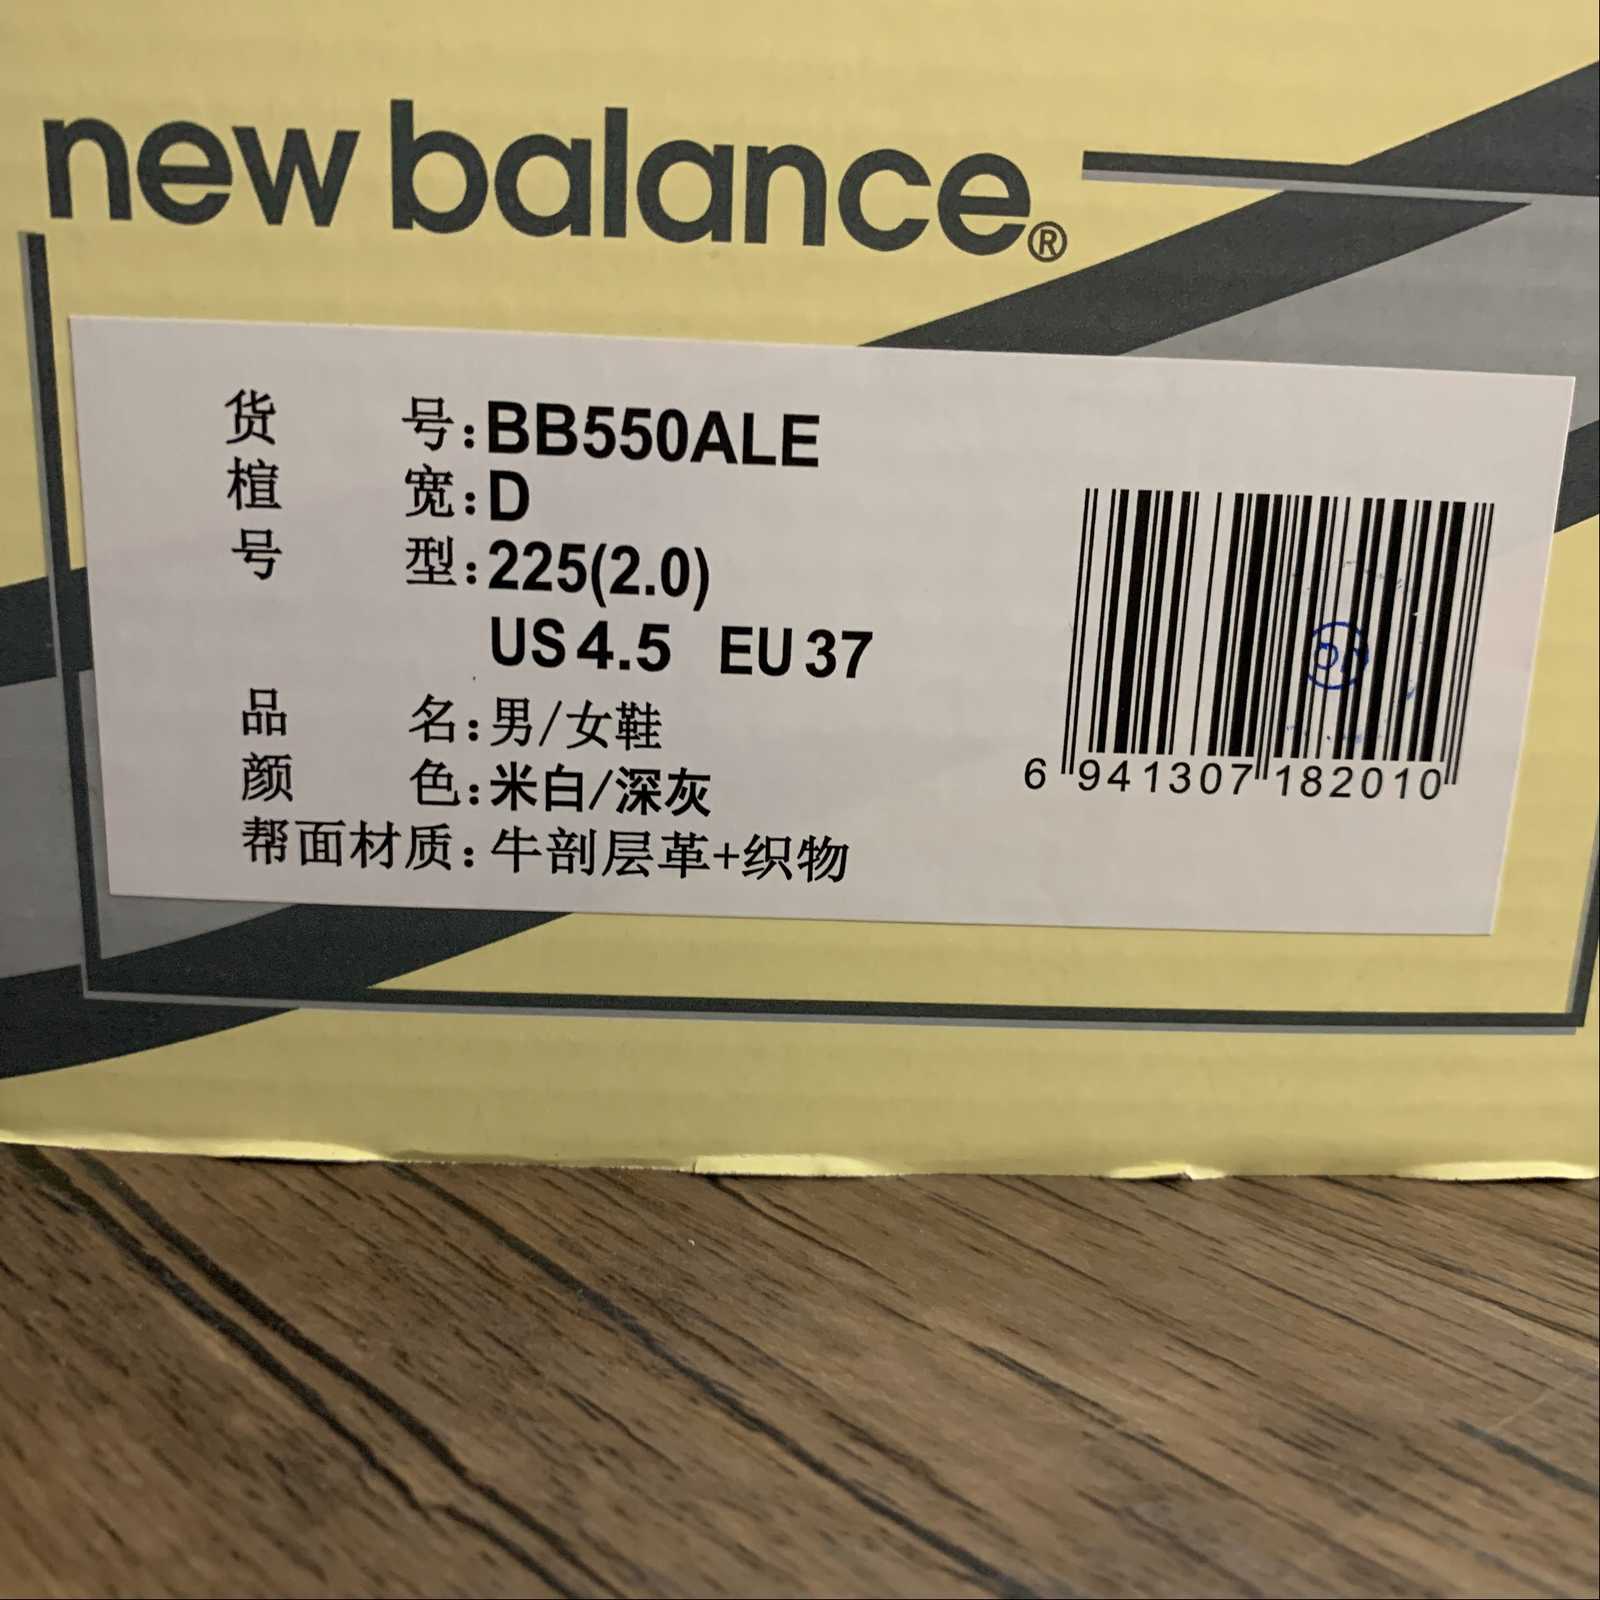 new balance®
货号:BB550ALE
楦宽:D
号型:225(2.0)
US 4.5 EU 37
品名:男/女鞋
颜色:米白/深灰
帮面材质:牛剖层革+织物
6 941307 182010